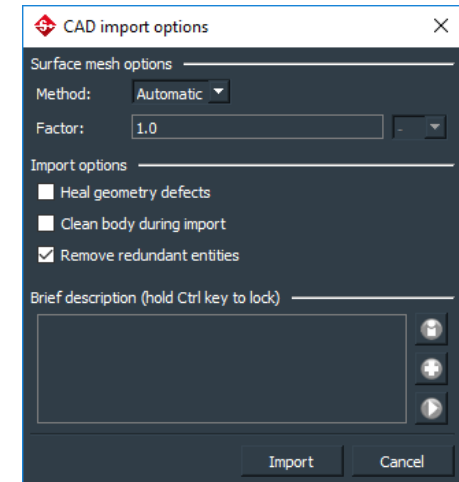 CAD import options
Surface mesh options
Method: Automatic
Factor: 1.0 -
Import options
Heal geometry defects
Clean body during import
Remove redundant entities
Brief description (hold Ctrl key to lock)
Import Cancel